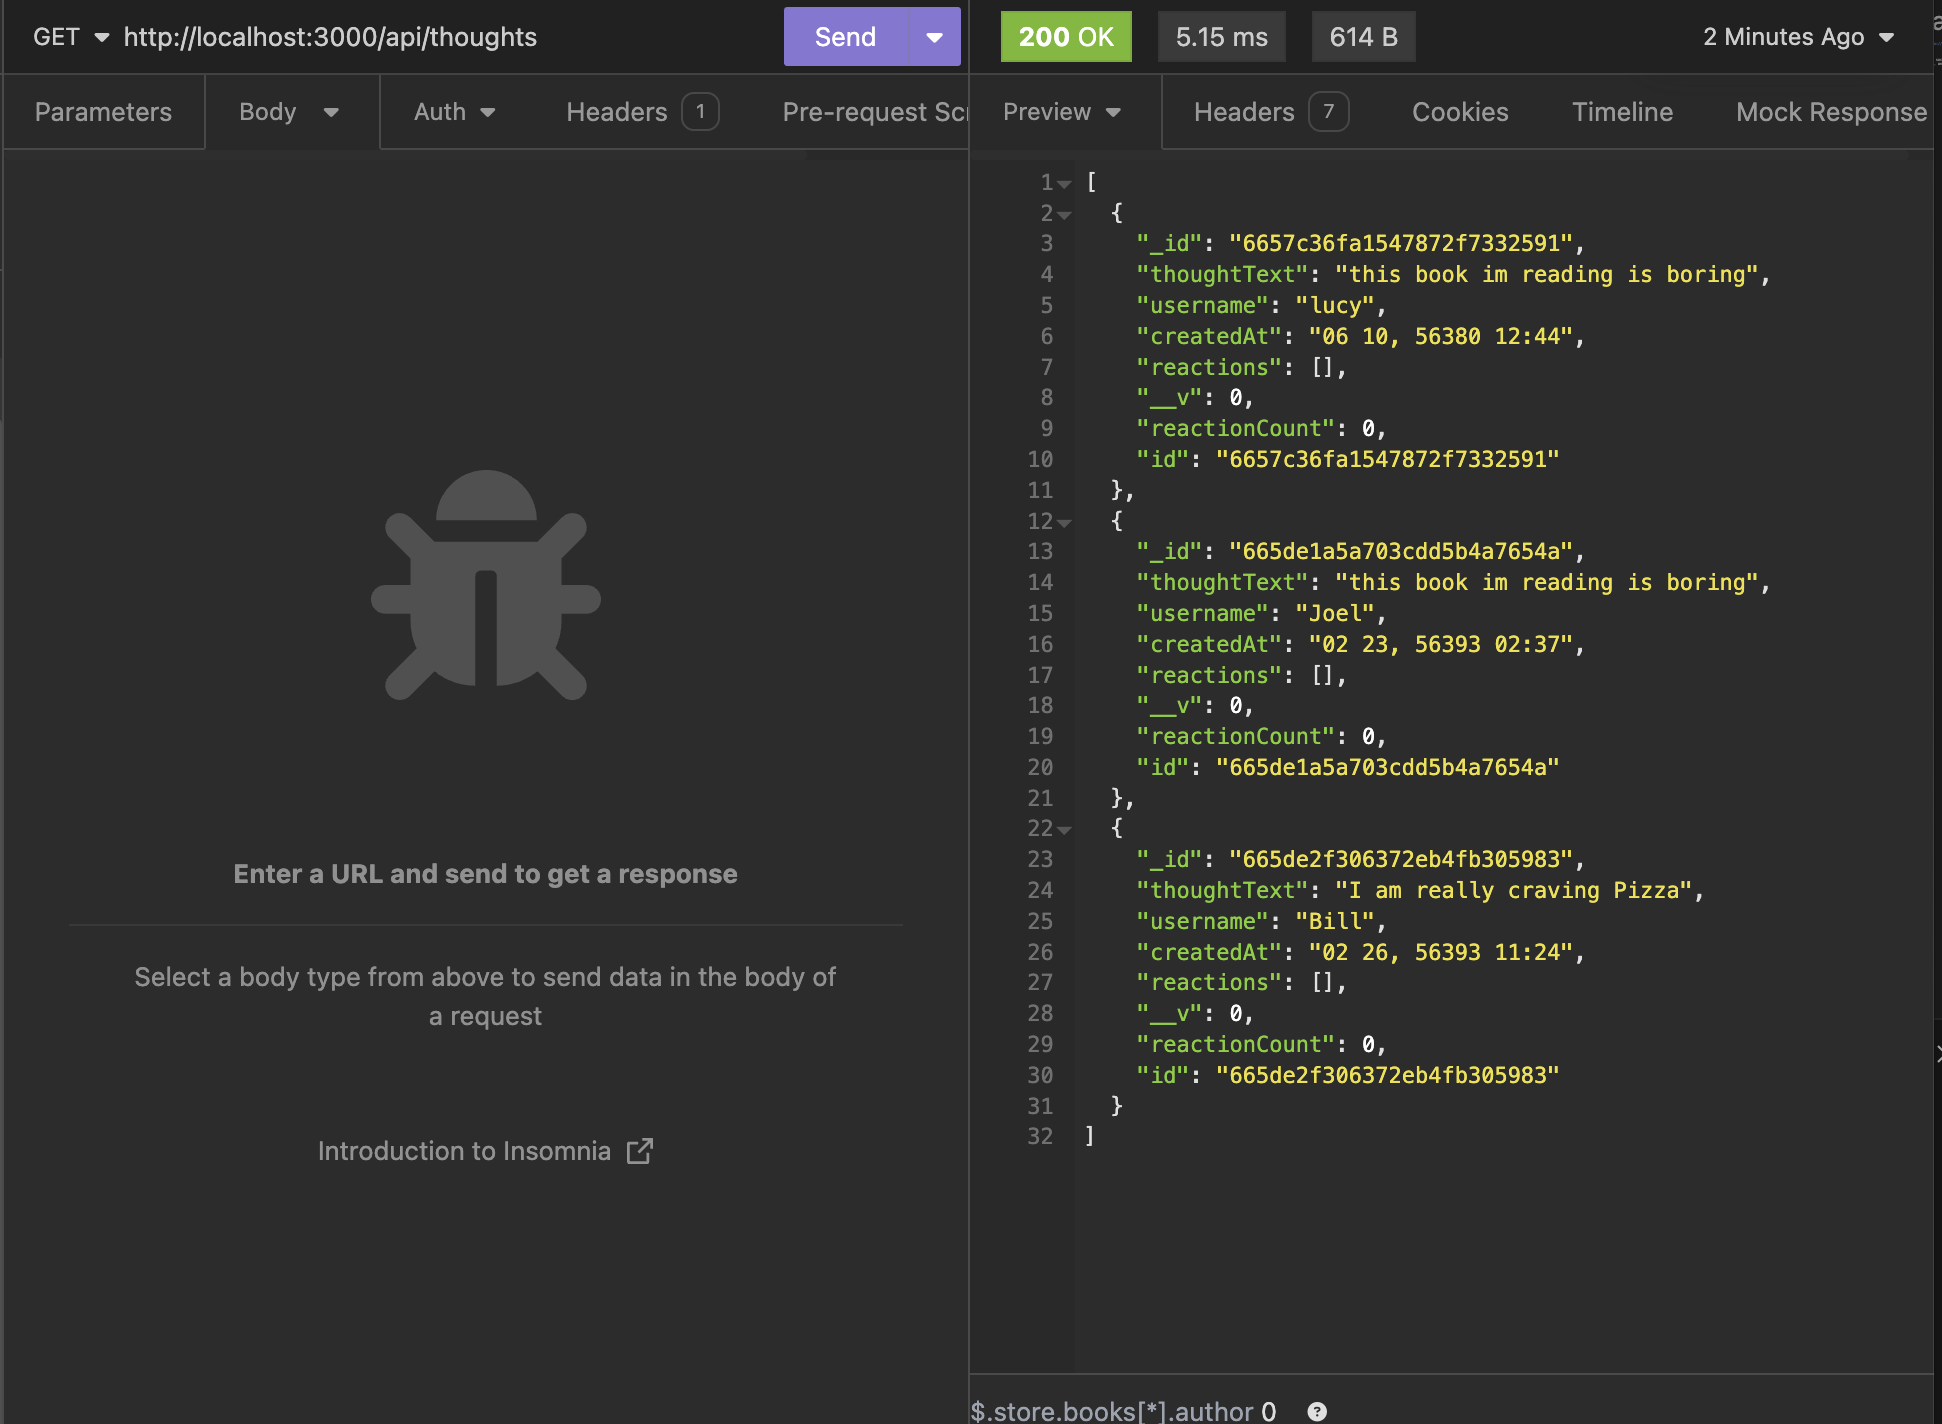 GET http://localhost:3000/api/thoughts
Send
Parameters
Body
Auth
Headers 1
Pre-request Scr
Enter a URL and send to get a response
Select a body type from above to send data in the body of
a request
Introduction to Insomnia
200 OK
5.15 ms
614 B
2 Minutes Ago
Preview
Headers 7
Cookies
Timeline
Mock Response
1 [
2 {
3 "_id": "6657c36fa1547872f7332591",
4 "thoughtText": "this book im reading is boring",
5 "username": "lucy",
6 "createdAt": "06 10, 56380 12:44",
7 "reactions": [],
8 "__v": 0,
9 "reactionCount": 0,
10 "id": "6657c36fa1547872f7332591"
11 },
12 {
13 "_id": "665de1a5a703cdd5b4a7654a",
14 "thoughtText": "this book im reading is boring",
15 "username": "Joel",
16 "createdAt": "02 23, 56393 02:37",
17 "reactions": [],
18 "__v": 0,
19 "reactionCount": 0,
20 "id": "665de1a5a703cdd5b4a7654a"
21 },
22 {
23 "_id": "665de2f306372eb4fb305983",
24 "thoughtText": "I am really craving Pizza",
25 "username": "Bill",
26 "createdAt": "02 26, 56393 11:24",
27 "reactions": [],
28 "__v": 0,
29 "reactionCount": 0,
30 "id": "665de2f306372eb4fb305983"
31 }
32 ]
$.store.books[*].author 0 ?